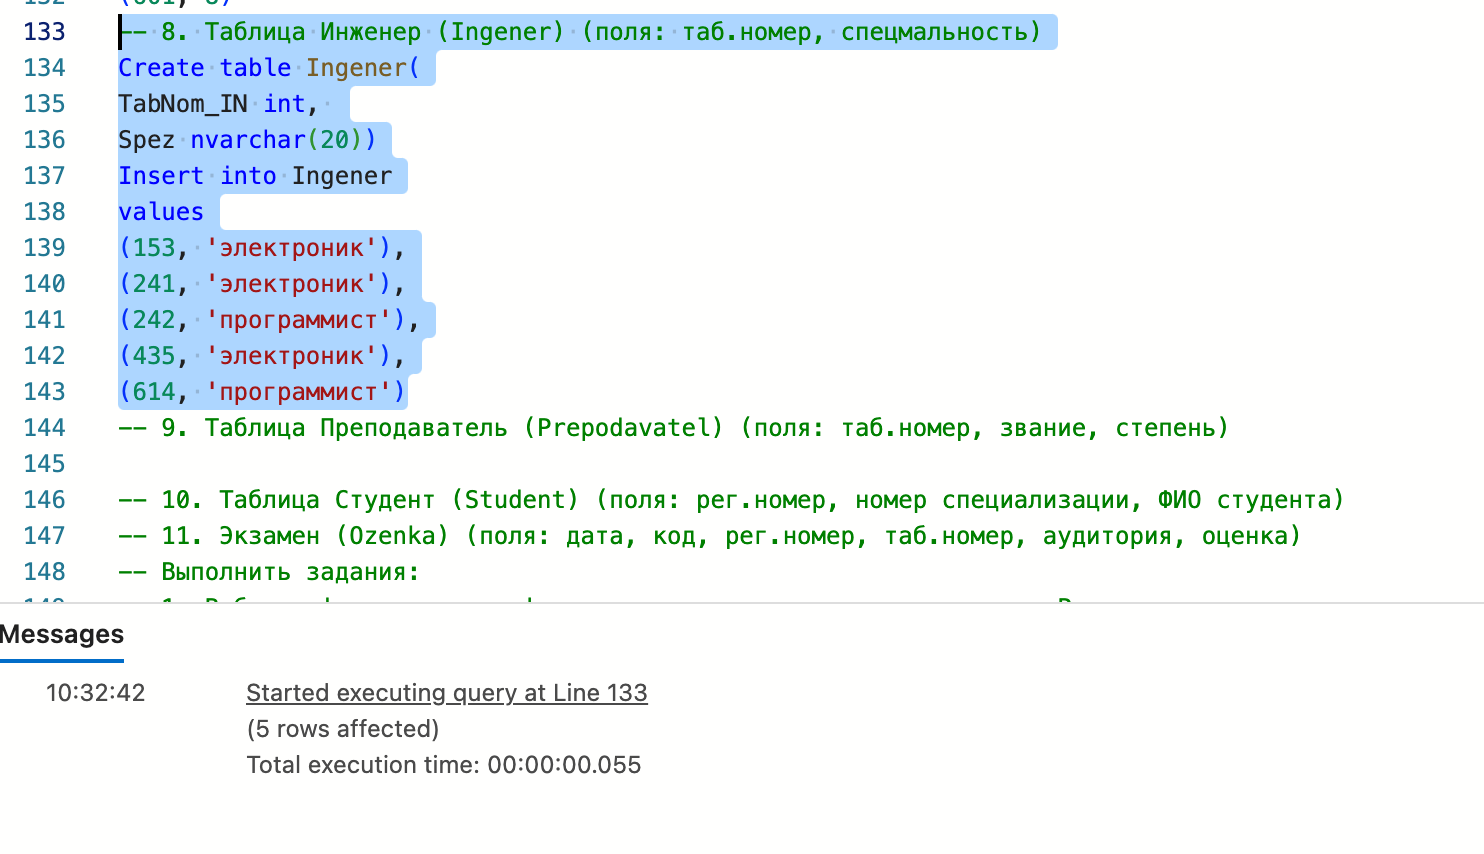 133 -- 8. Таблица Инженер (Ingener) (поля: таб.номер, спецмальность)
134 Create table Ingener(
135 TabNom_IN int,
136 Spez nvarchar(20))
137 Insert into Ingener
138 values
139 (153, 'электроник'),
140 (241, 'электроник'),
141 (242, 'программист'),
142 (435, 'электроник'),
143 (614, 'программист')
144 -- 9. Таблица Преподаватель (Prepodavatel) (поля: таб.номер, звание, степень)
145
146 -- 10. Таблица Студент (Student) (поля: рег.номер, номер специализации, ФИО студента)
147 -- 11. Экзамен (Ozenka) (поля: дата, код, рег.номер, таб.номер, аудитория, оценка)
148 -- Выполнить задания:
Messages
10:32:42 Started executing query at Line 133
(5 rows affected)
Total execution time: 00:00:00.055